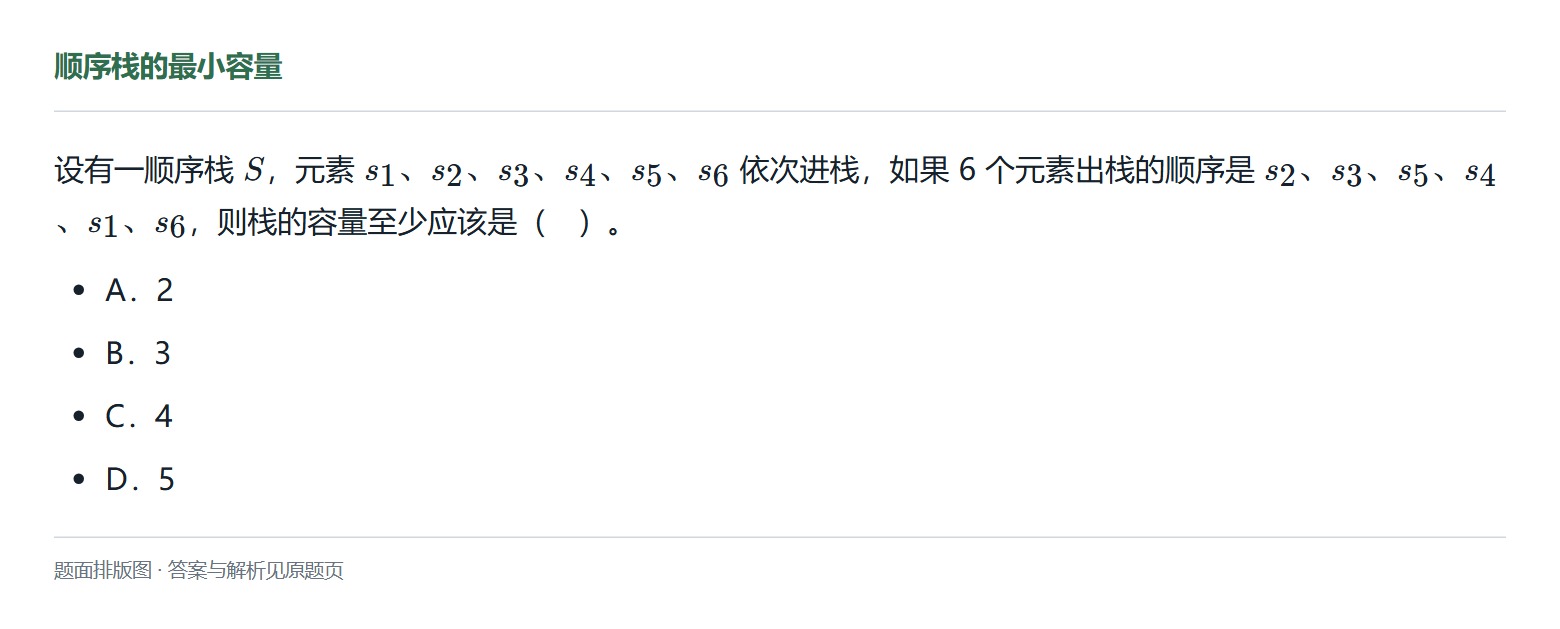 顺序栈的最小容量
设有一顺序栈 S，元素 s1、s2、s3、s4、s5、s6 依次进栈，如果 6 个元素出栈的顺序是 s2、s3、s5、s4
、s1、s6，则栈的容量至少应该是（　）。
• A．2
• B．3
• C．4
• D．5
题面排版图 · 答案与解析见原题页